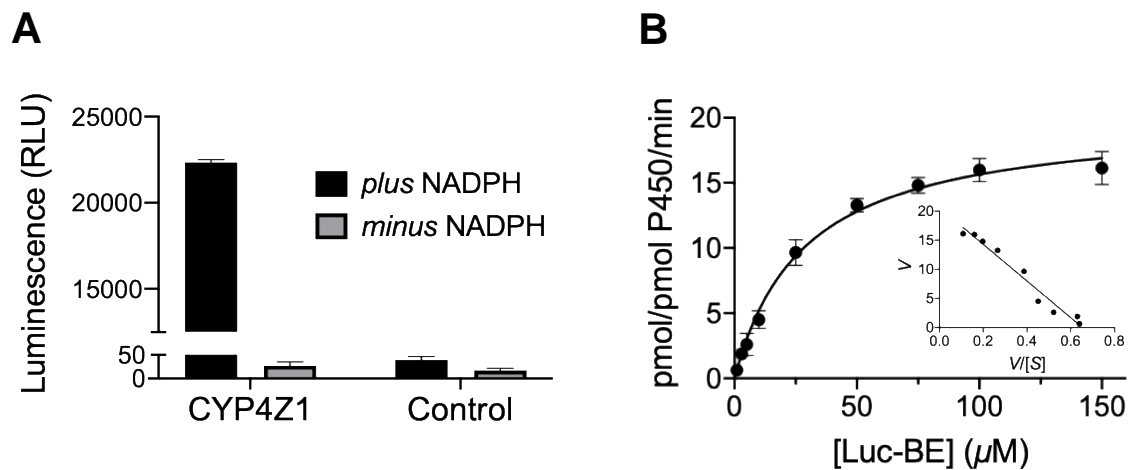 A
Luminescence (RLU)
25000
20000
15000
50
0
plus NADPH
minus NADPH
CYP4Z1
Control
B
pmol/pmol P450/min
20
15
10
5
0
0
50
100
150
[Luc-BE] (µM)
V
20
15
10
5
0
0.0
0.2
0.4
0.6
0.8
V/[S]